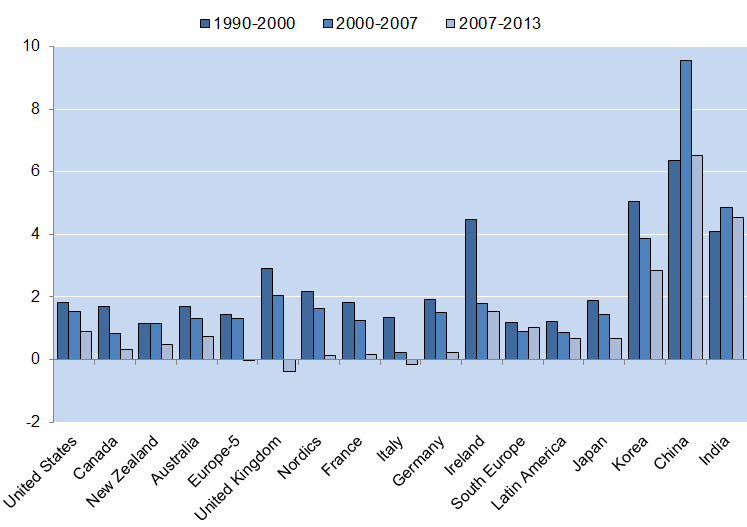 1990-2000 2000-2007 2007-2013
10
8
6
4
2
0
-2
United States
Canada
New Zealand
Australia
Europe-5
United Kingdom
Nordics
France
Italy
Germany
Ireland
South Europe
Latin America
Japan
Korea
China
India